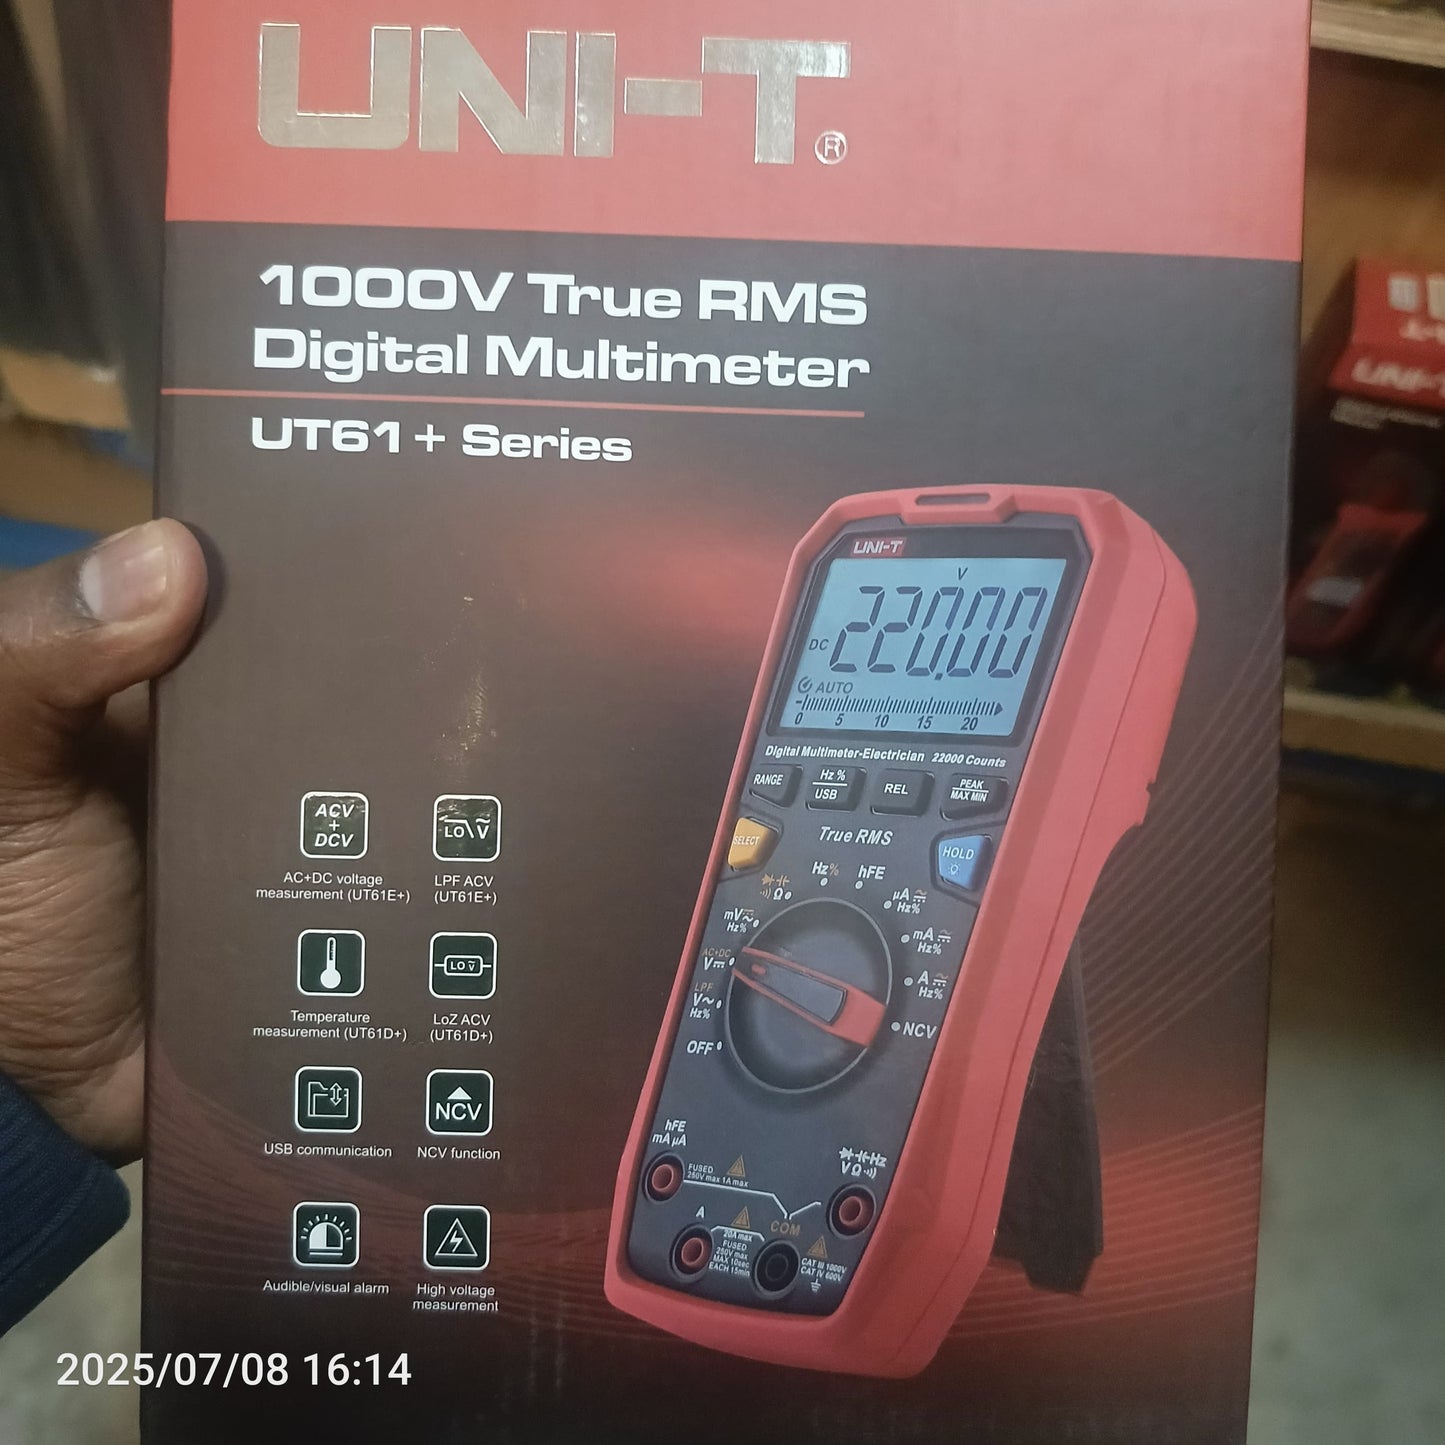 UNI-T®
1000V True RMS
Digital Multimeter
UT61+ Series
UNI-T
V
DC 220.00
AUTO
0 5 10 15 20
Digital Multimeter-Electrician 22000 Counts
RANGE
Hz %
USB
REL
PEAK
MAX MIN
SELECT
True RMS
HOLD
Hz% hFE
Ω
µA
Hz%
mV
Hz%
mA
Hz%
AC+DC
V
A
Hz%
LPF
V~
Hz%
NCV
OFF
hFE
mA µA
FUSED
250V max 1A max
Hz
VΩ
A
COM
20A max
FUSED
250V max
MAX 10sec
EACH 15min
CAT III 1000V
CAT IV 600V
ACV
+
DCV
LO V
AC+DC voltage
measurement (UT61E+)
LPF ACV
(UT61E+)
LO V
Temperature
measurement (UT61D+)
LoZ ACV
(UT61D+)
NCV
USB communication
NCV function
Audible/visual alarm
High voltage
measurement
2025/07/08 16:14
UNI-T